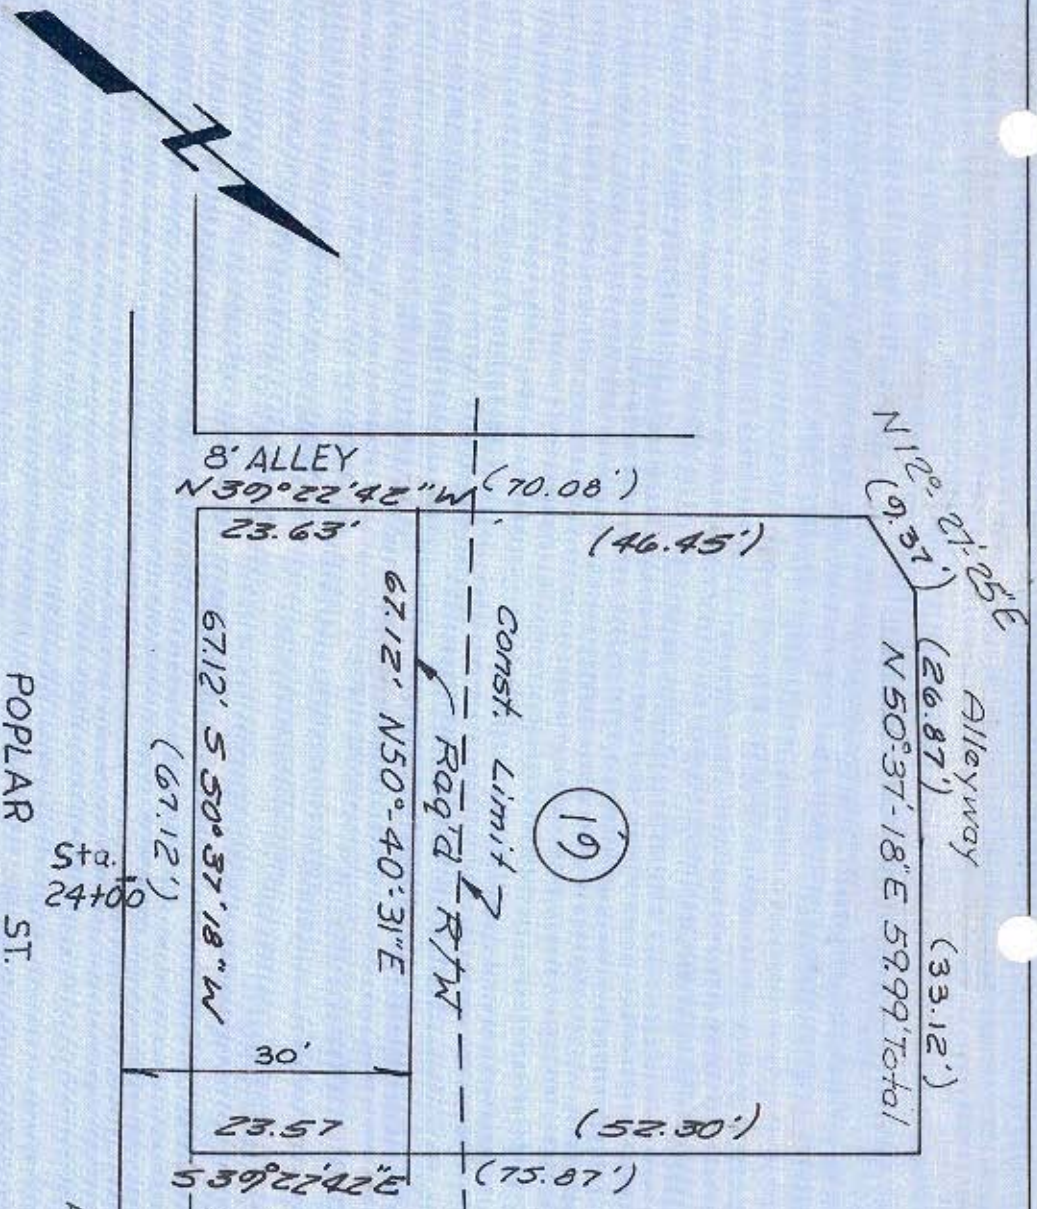 N
8' ALLEY
N39°22'42"W (70.08')
23.63'
(46.45')
N12°-27'-25"E
(9.37')
Alleyway
(26.87') (33.12')
N50°-37'-18"E 59.99' Total
67.12' S50°37'18"W
67.12' N50°-40'-31"E
Const. Limit
Req'd R/W
19
(67.12')
POPLAR ST.
Sta.
24+00
30'
23.57
(52.30')
S39°22'42"E (75.87')